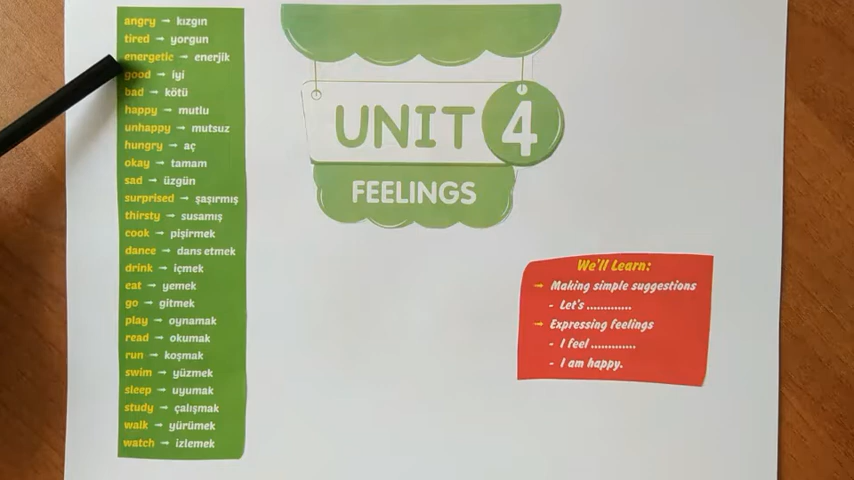 angry → kızgın
tired → yorgun
energetic → enerjik
good → iyi
bad → kötü
happy → mutlu
unhappy → mutsuz
hungry → aç
okay → tamam
sad → üzgün
surprised → şaşırmış
thirsty → susamış
cook → pişirmek
dance → dans etmek
drink → içmek
eat → yemek
go → gitmek
play → oynamak
read → okumak
run → koşmak
swim → yüzmek
sleep → uyumak
study → çalışmak
walk → yürümek
watch → izlemek
UNIT 4
FEELINGS
We'll Learn:
→ Making simple suggestions
- Let's .............
→ Expressing feelings
- I feel .............
- I am happy.